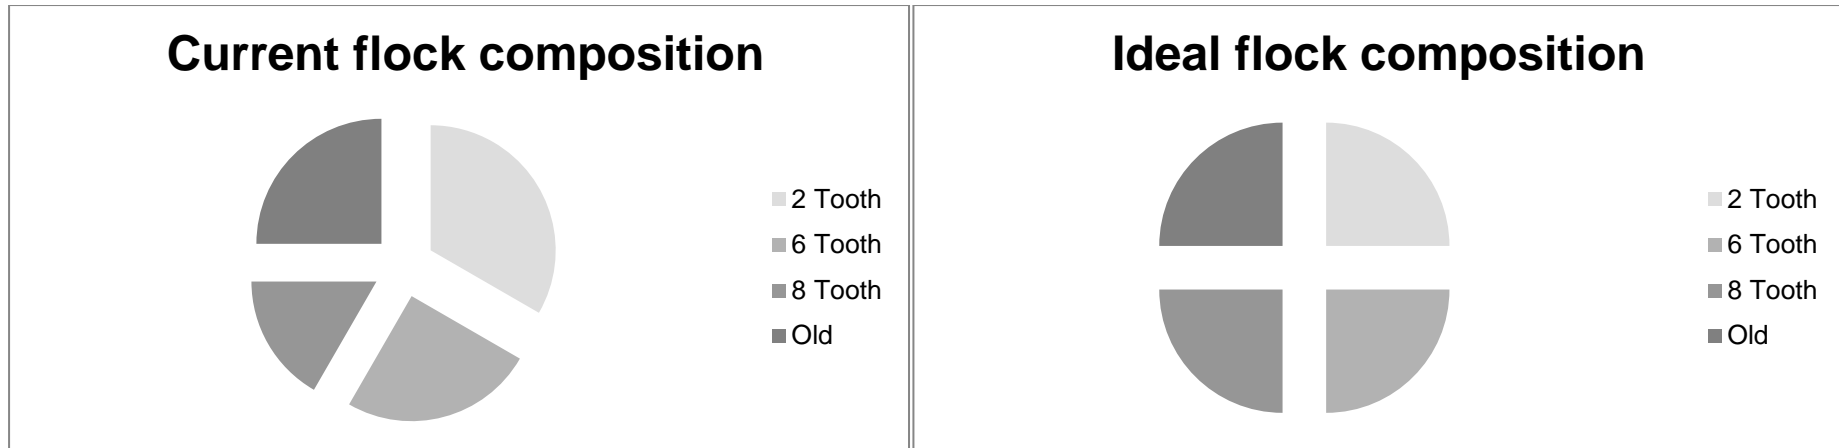 Current flock composition
2 Tooth
6 Tooth
8 Tooth
Old
Ideal flock composition
2 Tooth
6 Tooth
8 Tooth
Old